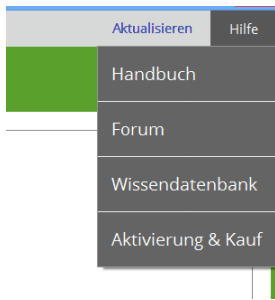 Aktualisieren Hilfe
Handbuch
Forum
Wissendatenbank
Aktivierung & Kauf